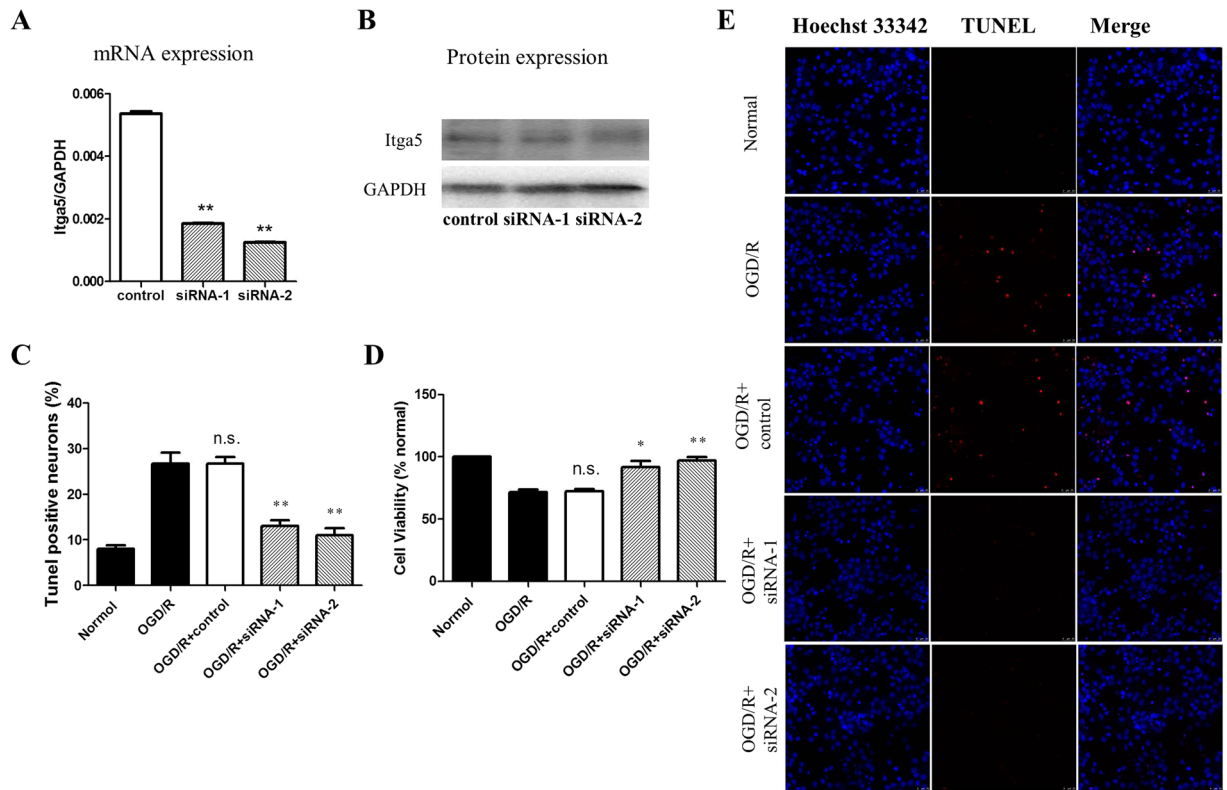 A
mRNA expression
Itga5/GAPDH
0.006
0.004
0.002
0.000
**
**
control
siRNA-1
siRNA-2
B
Protein expression
Itga5
GAPDH
control siRNA-1 siRNA-2
C
Tunel positive neurons (%)
40
30
20
10
0
n.s.
**
**
Normol
OGD/R
OGD/R+control
OGD/R+siRNA-1
OGD/R+siRNA-2
D
Cell Viability (% normal)
150
100
50
0
n.s.
*
**
Normal
OGD/R
OGD/R+control
OGD/R+siRNA-1
OGD/R+siRNA-2
E
Hoechst 33342
TUNEL
Merge
Normal
OGD/R
OGD/R+
control
OGD/R+
siRNA-1
OGD/R+
siRNA-2